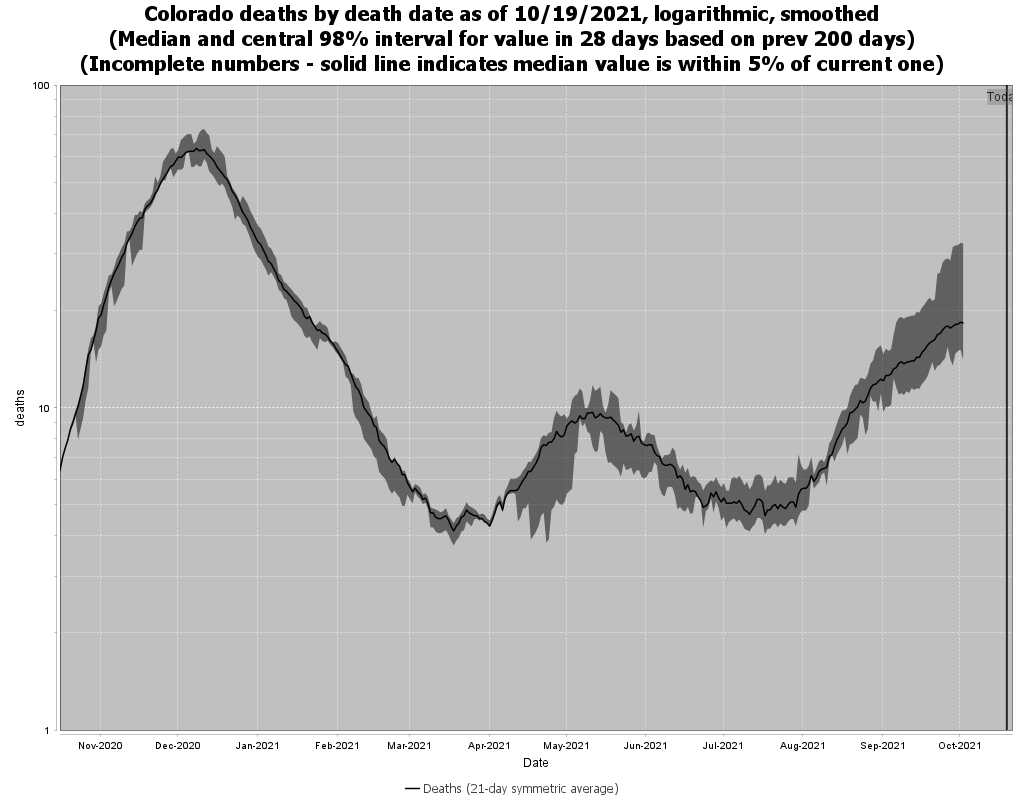 Colorado deaths by death date as of 10/19/2021, logarithmic, smoothed
(Median and central 98% interval for value in 28 days based on prev 200 days)
(Incomplete numbers - solid line indicates median value is within 5% of current one)
100
Toda
10
deaths
1
Nov-2020 Dec-2020 Jan-2021 Feb-2021 Mar-2021 Apr-2021 May-2021 Jun-2021 Jul-2021 Aug-2021 Sep-2021 Oct-2021
Date
Deaths (21-day symmetric average)